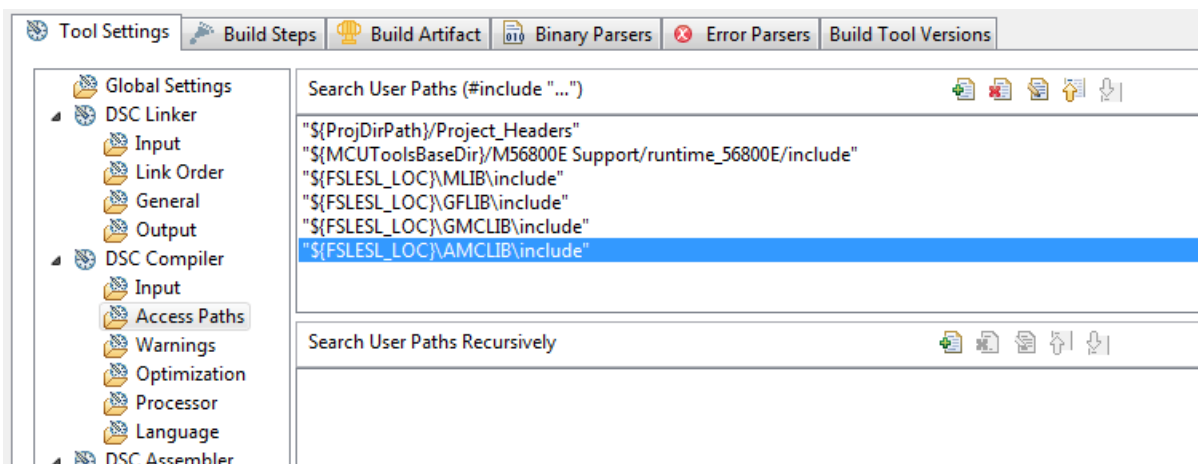 Tool Settings Build Steps Build Artifact Binary Parsers Error Parsers Build Tool Versions
Global Settings
DSC Linker
Input
Link Order
General
Output
DSC Compiler
Input
Access Paths
Warnings
Optimization
Processor
Language
DSC Assembler
Search User Paths (#include "...")
"${ProjDirPath}/Project_Headers"
"${MCUToolsBaseDir}/M56800E Support/runtime_56800E/include"
"${FSLESL_LOC}\MLIB\include"
"${FSLESL_LOC}\GFLIB\include"
"${FSLESL_LOC}\GMCLIB\include"
"${FSLESL_LOC}\AMCLIB\include"
Search User Paths Recursively